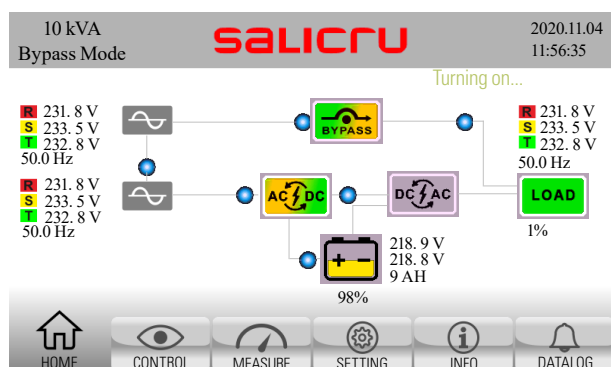 10 kVA
Bypass Mode
salicru
2020.11.04
11:56:35
Turning on...
R 231. 8 V
S 233. 5 V
T 232. 8 V
50.0 Hz
BYPASS
R 231. 8 V
S 233. 5 V
T 232. 8 V
50.0 Hz
R 231. 8 V
S 233. 5 V
T 232. 8 V
50.0 Hz
AC DC
DC AC
LOAD
1%
+ −
218. 9 V
218. 8 V
9 AH
98%
HOME
CONTROL
MEASURE
SETTING
INFO
DATALOG